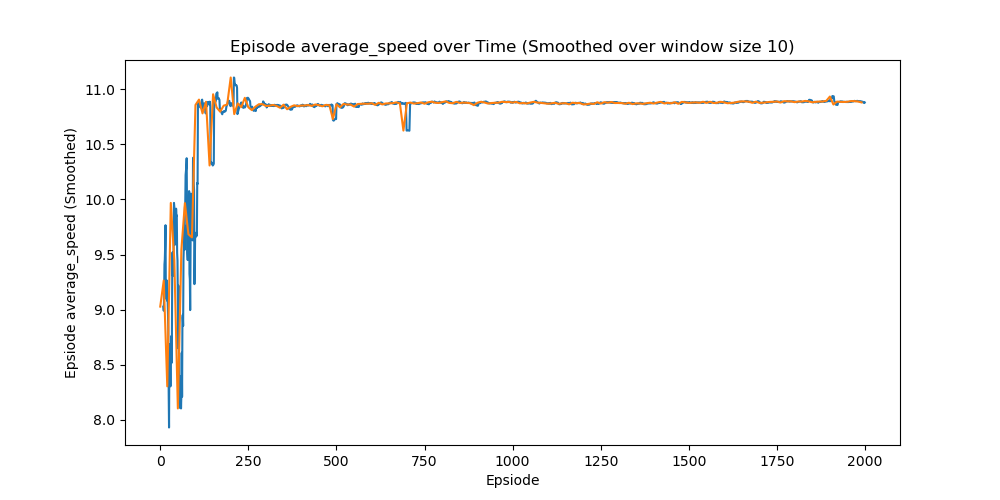 Episode average_speed over Time (Smoothed over window size 10)
Epsiode average_speed (Smoothed)
11.0
10.5
10.0
9.5
9.0
8.5
8.0
0 250 500 750 1000 1250 1500 1750 2000
Epsiode